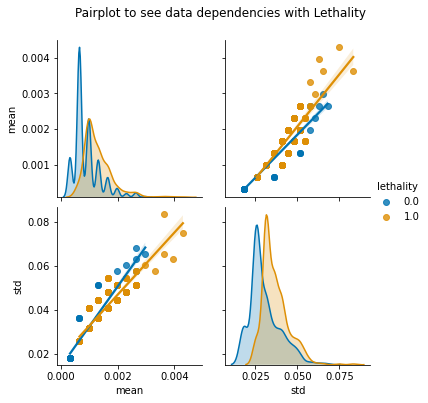 Pairplot to see data dependencies with Lethality
0.004
0.003
0.002
0.001
mean
lethality
0.0
1.0
0.08
0.06
0.04
0.02
std
0.000 0.002 0.004
mean
0.025 0.050 0.075
std